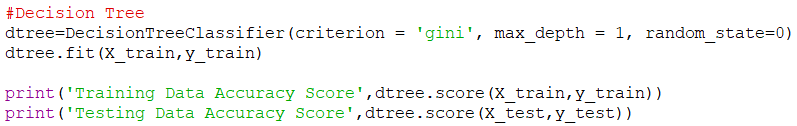 #Decision Tree
dtree=DecisionTreeClassifier(criterion = 'gini', max_depth = 1, random_state=0)
dtree.fit(X_train,y_train)
print('Training Data Accuracy Score',dtree.score(X_train,y_train))
print('Testing Data Accuracy Score',dtree.score(X_test,y_test))